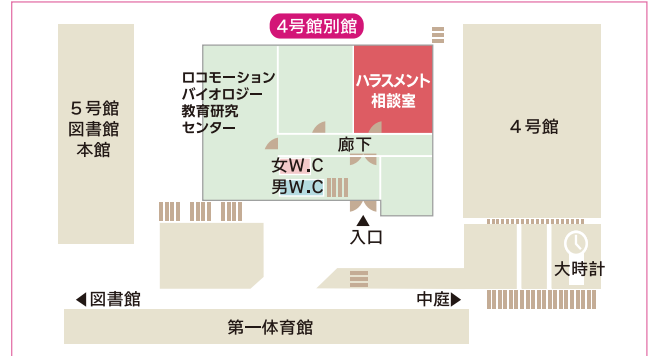 4号館別館
ロコモーション
バイオロジー
教育研究
センター
ハラスメント
相談室
5号館
図書館
本館
4号館
廊下
女W.C
男W.C
入口
大時計
◀図書館
中庭▶
第一体育館